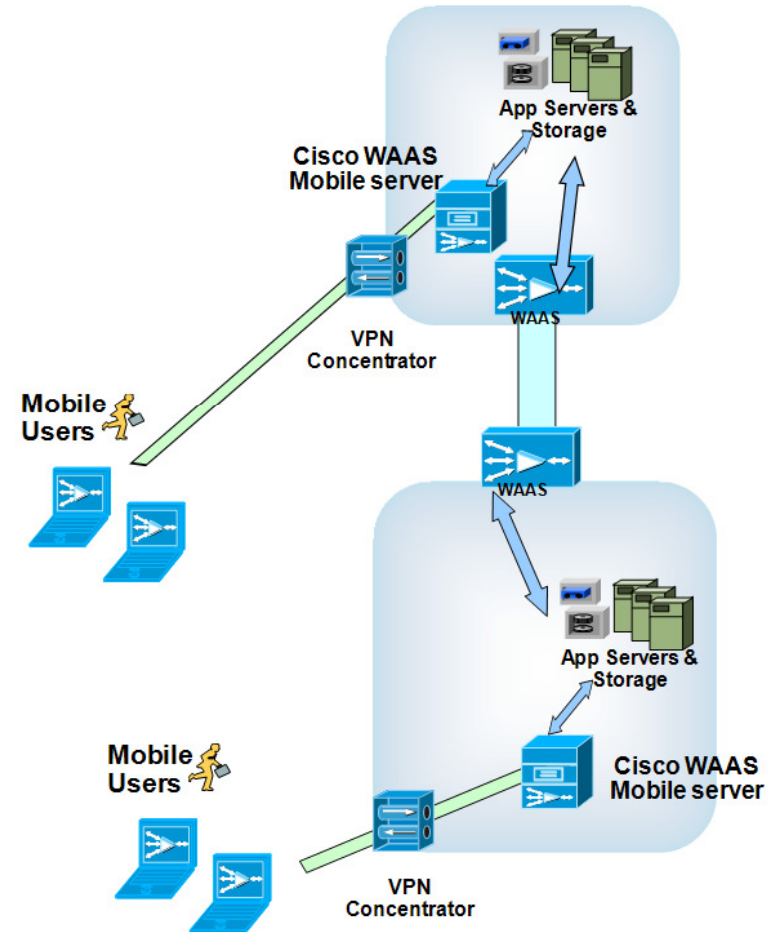 App Servers &
Storage
Cisco WAAS
Mobile server
WAAS
VPN
Concentrator
Mobile
Users
WAAS
App Servers &
Storage
Mobile
Users
Cisco WAAS
Mobile server
VPN
Concentrator